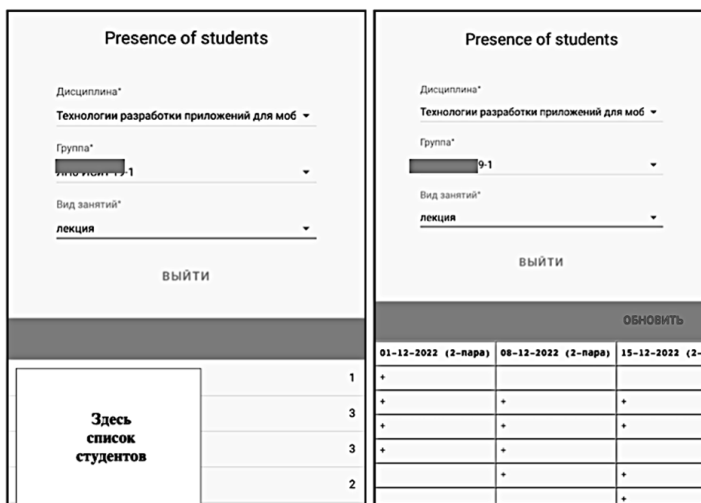 Presence of students
Дисциплина*
Технологии разработки приложений для моб
Группа*
-1
Вид занятий*
лекция
ВЫЙТИ
1
Здесь
список
студентов
3
3
2
Presence of students
Дисциплина*
Технологии разработки приложений для моб
Группа*
9-1
Вид занятий*
лекция
ВЫЙТИ
ОБНОВИТЬ
01-12-2022 (2-пара) 08-12-2022 (2-пара) 15-12-2022 (2-
+
+ + +
+ + +
+ +
+ +
+